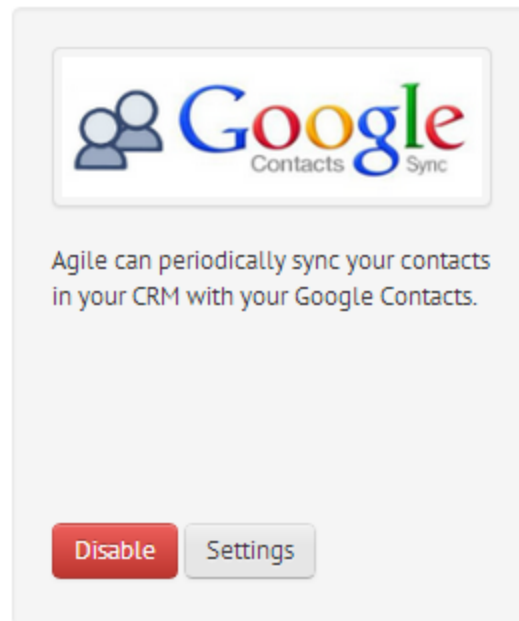 Google
Contacts Sync
Agile can periodically sync your contacts
in your CRM with your Google Contacts.
Disable Settings